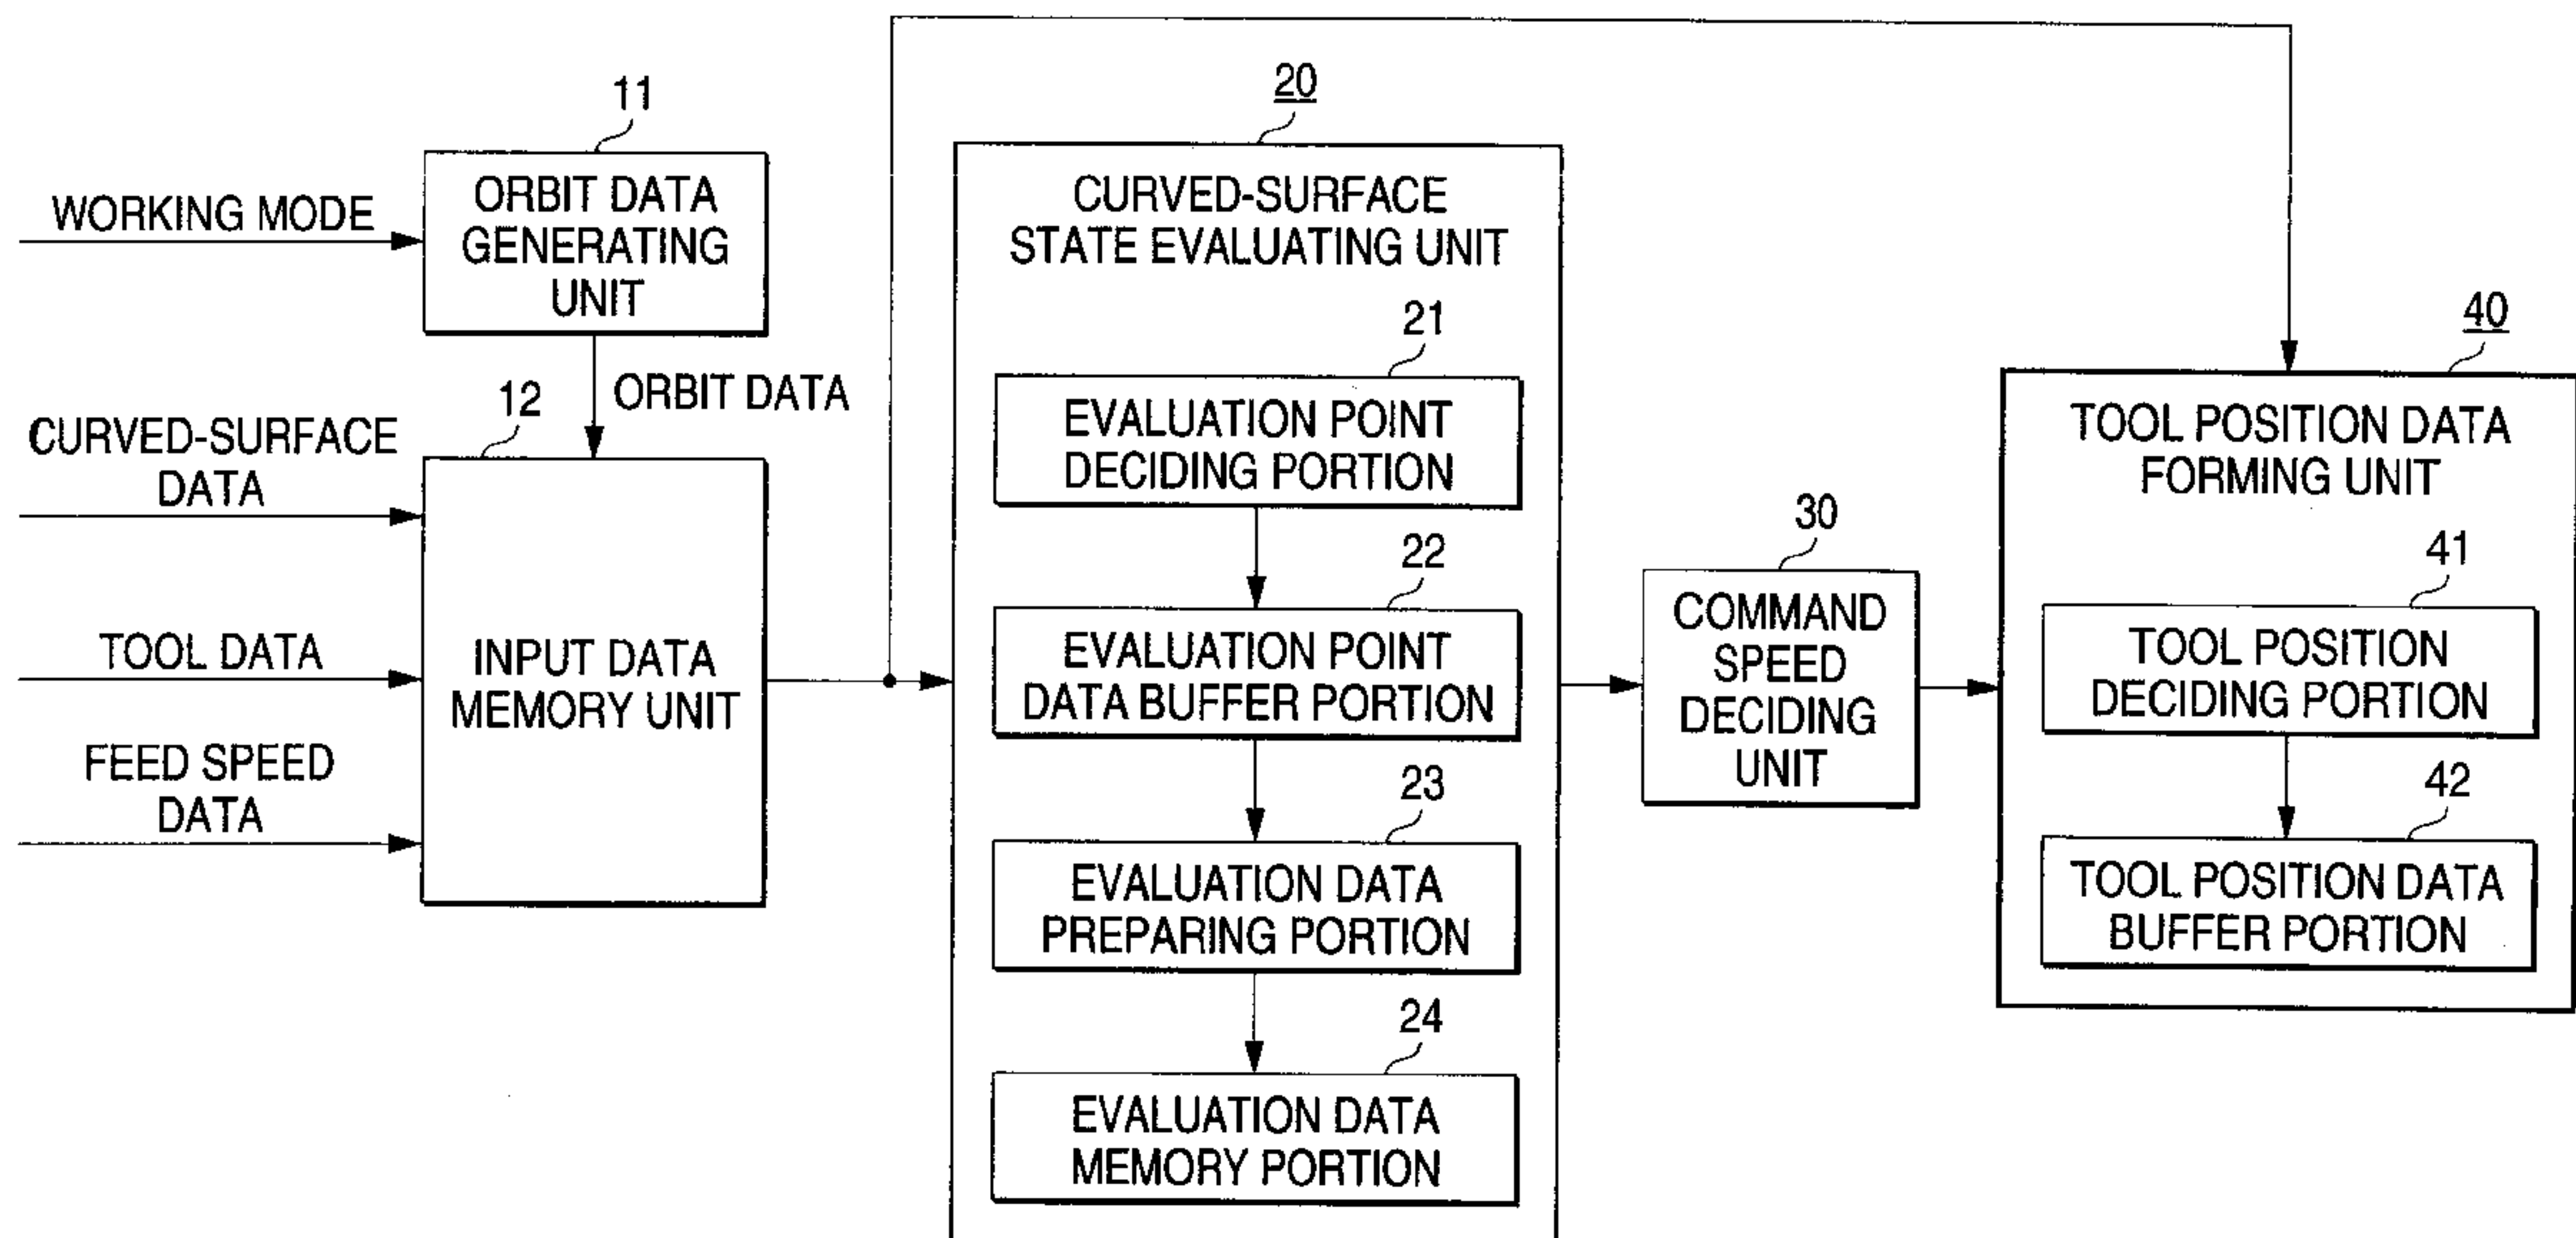 11
WORKING MODE
ORBIT DATA
GENERATING
UNIT
ORBIT DATA
12
CURVED-SURFACE
DATA
TOOL DATA
FEED SPEED
DATA
INPUT DATA
MEMORY UNIT
20
CURVED-SURFACE
STATE EVALUATING UNIT
21
EVALUATION POINT
DECIDING PORTION
22
EVALUATION POINT
DATA BUFFER PORTION
23
EVALUATION DATA
PREPARING PORTION
24
EVALUATION DATA
MEMORY PORTION
30
COMMAND
SPEED
DECIDING
UNIT
40
TOOL POSITION DATA
FORMING UNIT
41
TOOL POSITION
DECIDING PORTION
42
TOOL POSITION DATA
BUFFER PORTION